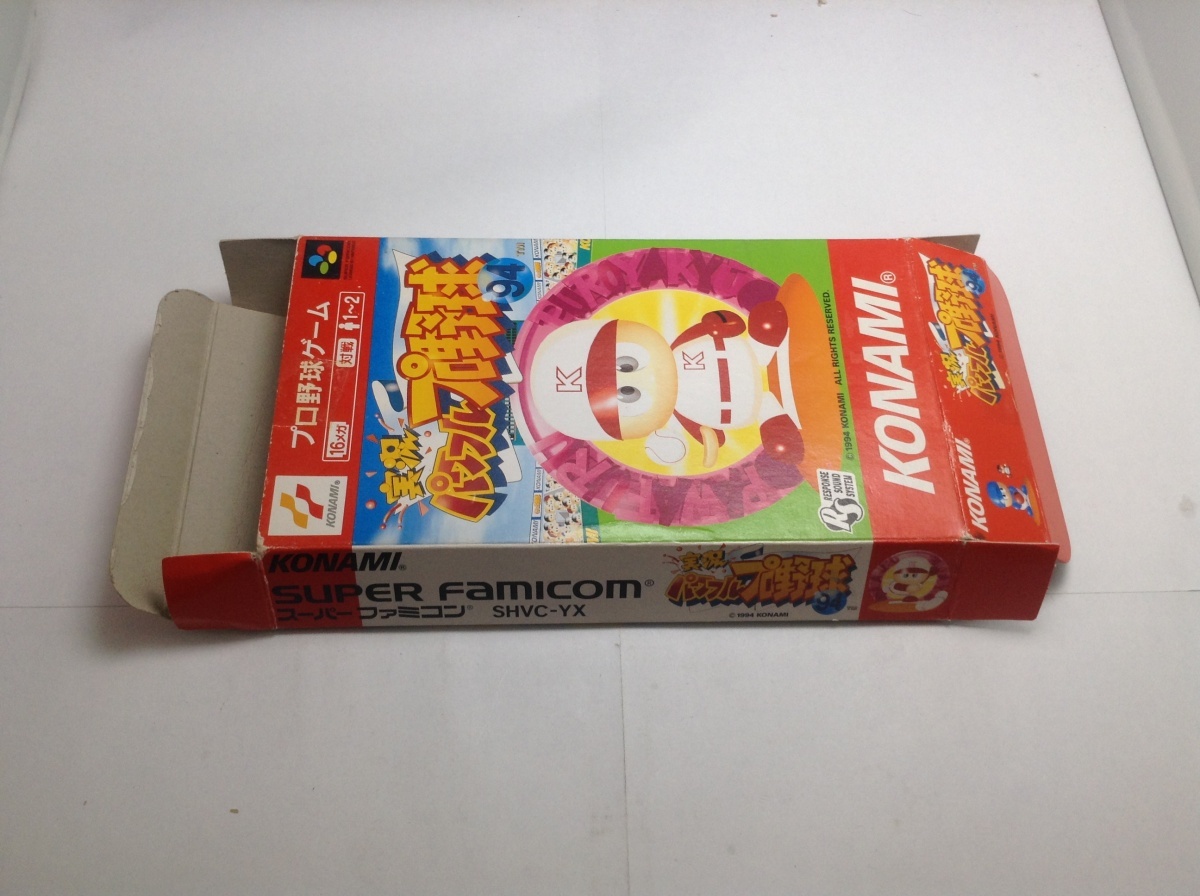 プロ野球ゲーム
16メガ
対戦
1~2
KONAMI®
実況
パワフル
プロ野球
'94
TM
K
K
RESPONSE
SOUND
SYSTEM
© 1994 KONAMI ALL RIGHTS RESERVED.
KONAMI®
実況
パワフル
プロ野球
KONAMI®
KONAMI®
SUPER FAMICOM®
スーパーファミコン® SHVC-YX
実況
パワフル
プロ野球
'94
TM
© 1994 KONAMI